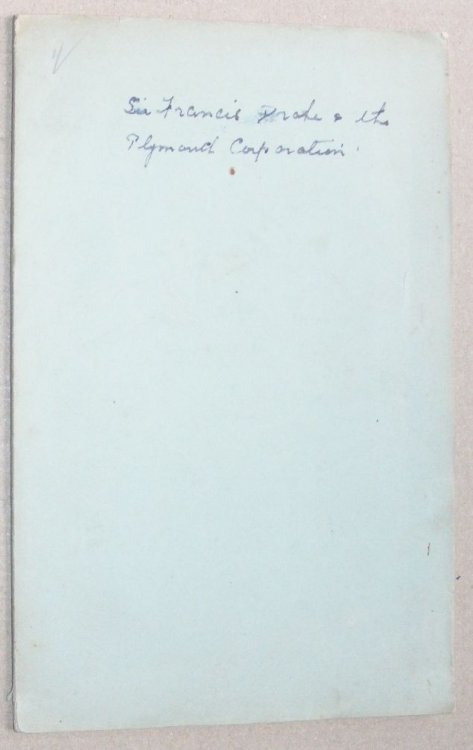 Sir Francis Drake & the
Plymouth Corporation.